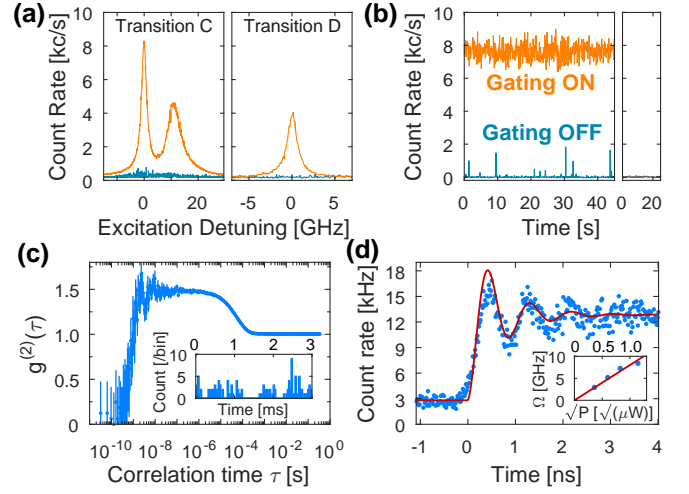 (a)
Transition C
Transition D
Count Rate [kc/s]
10
8
6
4
2
0
0
20
-5
0
5
Excitation Detuning [GHz]
(b)
Count Rate [kc/s]
10
8
6
4
2
0
Gating ON
Gating OFF
0
20
40
0
20
Time [s]
(c)
g(2)(τ)
1.5
1.0
0.5
0
10-10
10-8
10-6
10-4
10-2
100
Correlation time τ [s]
0
1
2
3
Count [/bin]
10
5
0
Time [ms]
(d)
Count rate [kHz]
18
15
12
9
6
3
0
-1
0
1
2
3
4
Time [ns]
0
0.5
1
Ω [GHz]
10
5
0
√P [√(μW)]